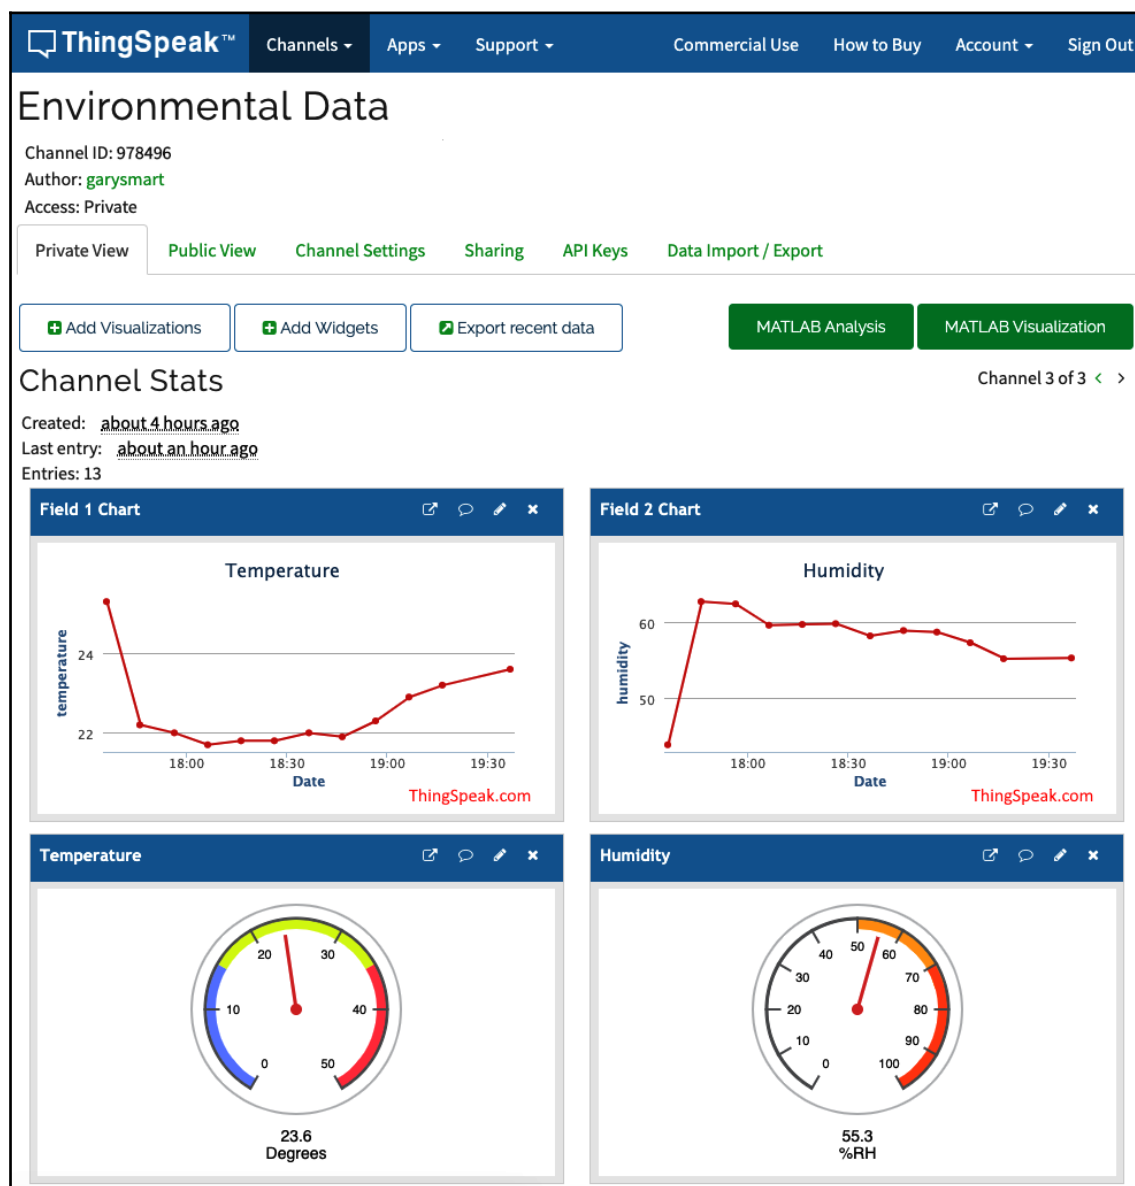 ThingSpeak™ Channels Apps Support Commercial Use How to Buy Account Sign Out
Environmental Data
Channel ID: 978496
Author: garysmart
Access: Private
Private View Public View Channel Settings Sharing API Keys Data Import / Export
Add Visualizations Add Widgets Export recent data MATLAB Analysis MATLAB Visualization
Channel Stats
Channel 3 of 3 < >
Created: about 4 hours ago
Last entry: about an hour ago
Entries: 13
Field 1 Chart
Temperature
temperature
24
22
18:00 18:30 19:00 19:30
Date
ThingSpeak.com
Field 2 Chart
Humidity
humidity
60
50
18:00 18:30 19:00 19:30
Date
ThingSpeak.com
Temperature
0 10 20 30 40 50
23.6
Degrees
Humidity
0 10 20 30 40 50 60 70 80 90 100
55.3
%RH